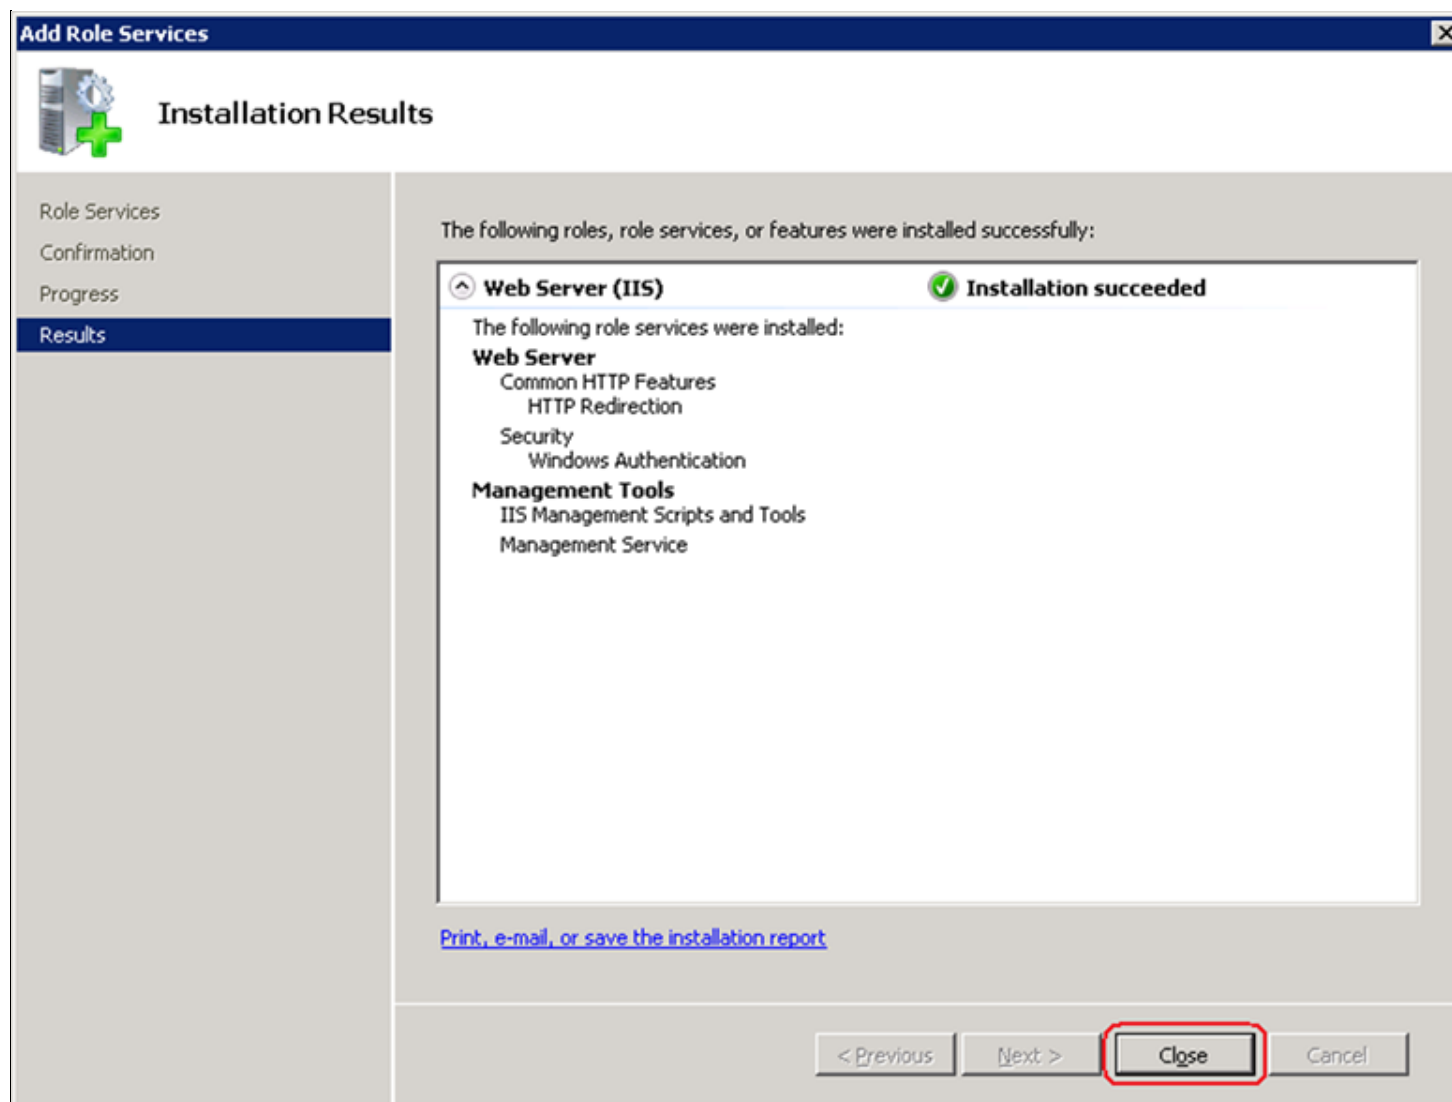 Add Role Services
Installation Results
Role Services
Confirmation
Progress
Results
The following roles, role services, or features were installed successfully:
Web Server (IIS)
Installation succeeded
The following role services were installed:
Web Server
Common HTTP Features
HTTP Redirection
Security
Windows Authentication
Management Tools
IIS Management Scripts and Tools
Management Service
Print, e-mail, or save the installation report
< Previous
Next >
Close
Cancel